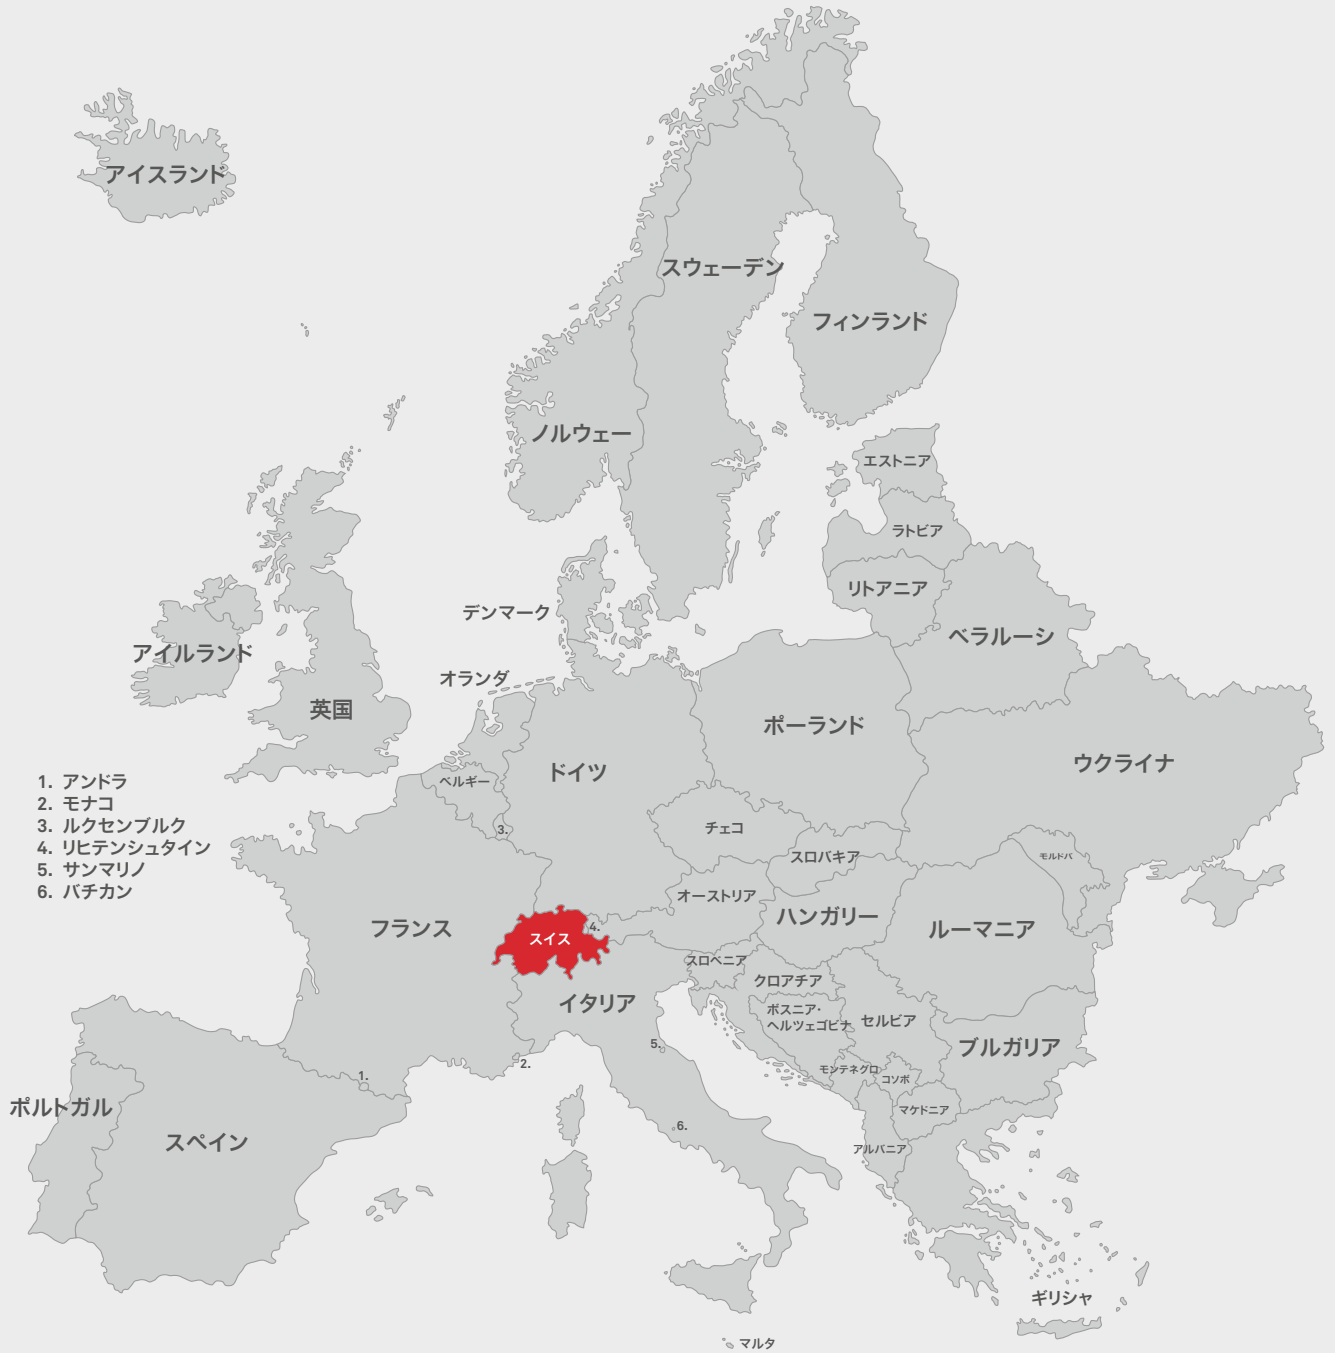 アイスランド
スウェーデン
フィンランド
ノルウェー
エストニア
ラトビア
リトアニア
デンマーク
ベラルーシ
アイルランド
オランダ
英国
ポーランド
ウクライナ
ドイツ
ベルギー
1. アンドラ
2. モナコ
3. ルクセンブルク
4. リヒテンシュタイン
5. サンマリノ
6. バチカン
3.
チェコ
スロバキア
モルドバ
オーストリア
ハンガリー
フランス
スイス
4.
ルーマニア
スロベニア
クロアチア
イタリア
ボスニア・
ヘルツェゴビナ
セルビア
5.
ブルガリア
2.
モンテネグロ
コソボ
1.
ポルトガル
マケドニア
スペイン
6.
アルバニア
ギリシャ
マルタ